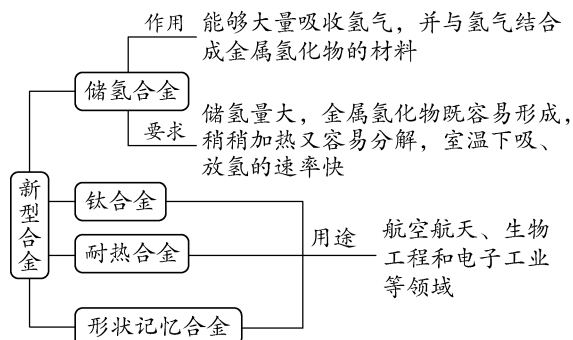 作用
能够大量吸收氢气，并与氢气结合
成金属氢化物的材料
储氢合金
要求
储氢量大，金属氢化物既容易形成，
稍稍加热又容易分解，室温下吸、
放氢的速率快
新型合金
钛合金
耐热合金
形状记忆合金
用途
航空航天、生物
工程和电子工业
等领域